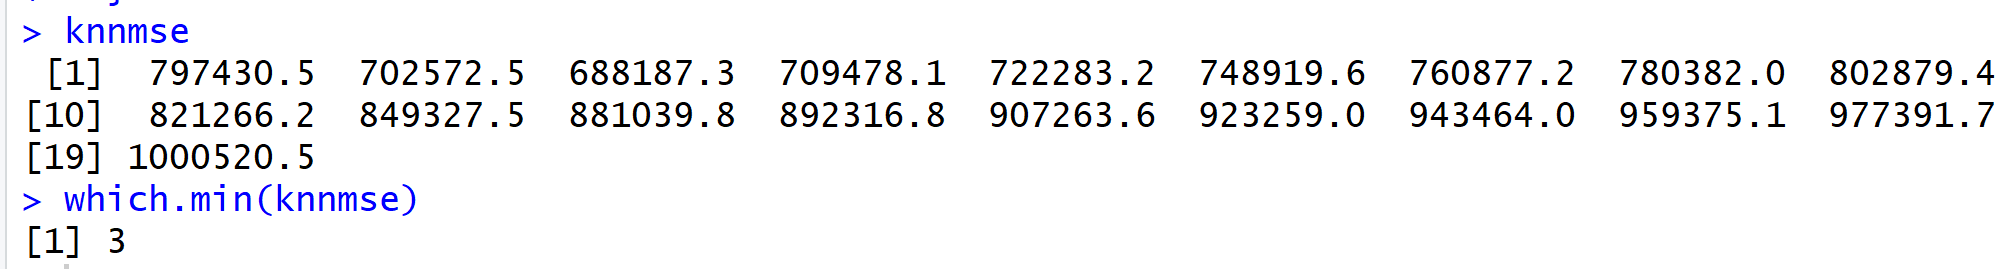 > knnmse
[1] 797430.5 702572.5 688187.3 709478.1 722283.2 748919.6 760877.2 780382.0 802879.4
[10] 821266.2 849327.5 881039.8 892316.8 907263.6 923259.0 943464.0 959375.1 977391.7
[19] 1000520.5
> which.min(knnmse)
[1] 3